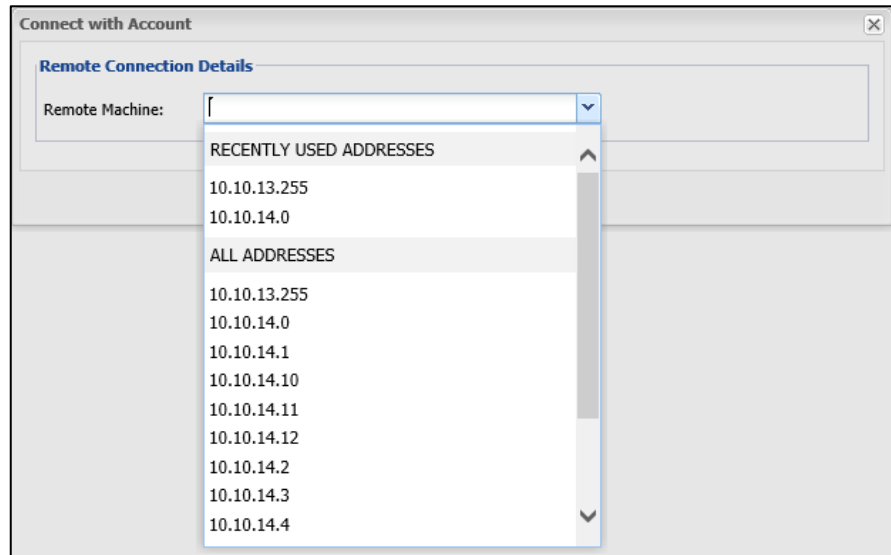 Connect with Account
Remote Connection Details
Remote Machine:
RECENTLY USED ADDRESSES
10.10.13.255
10.10.14.0
ALL ADDRESSES
10.10.13.255
10.10.14.0
10.10.14.1
10.10.14.10
10.10.14.11
10.10.14.12
10.10.14.2
10.10.14.3
10.10.14.4